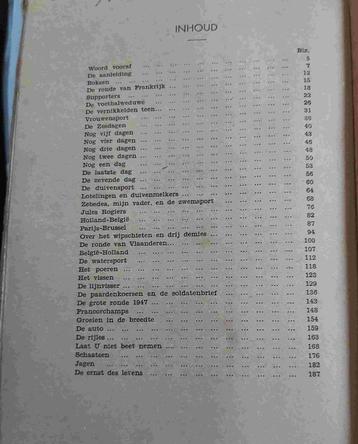 INHOUD
Blz.
Woord vooraf ... 5
De aanleiding ... 7
Boksen ... 12
De ronde van Frankrijk ... 15
Supporters ... 18
De voetbalweduwe ... 22
De vernikkelden teen ... 26
Vrouwensport ... 31
De Zesdagen ... 36
Nog vijf dagen ... 40
Nog vier dagen ... 43
Nog drie dagen ... 46
Nog twee dagen ... 48
Nog een dag ... 50
De laatste dag ... 53
De zevende dag ... 56
De duivensport ... 60
Lotelingen en duivenmelkers ... 64
Zebedea, mijn vader, en de zwemsport ... 68
Jules Rogiers ... 76
Holland-België ... 82
Parijs-Brussel ... 87
Over het wipschieten en drij demies ... 94
De ronde van Vlaanderen ... 100
België-Holland ... 107
De watersport ... 112
Het poeren ... 118
Het vissen ... 123
De lijnvisser ... 129
De paardenkoersen en de soldatenbrief ... 136
De grote ronde 1947 ... 143
Francorchamps ... 148
Groeien in de breedte ... 154
De auto ... 159
De rijles ... 163
Laat U niet beet nemen ... 168
Schaatsen ... 176
Jagen ... 182
De ernst des levens ... 187